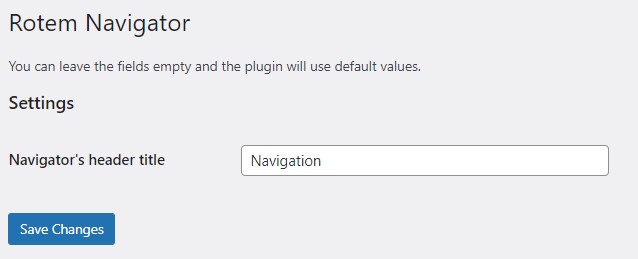 Rotem Navigator
You can leave the fields empty and the plugin will use default values.
Settings
Navigator's header title
Navigation
Save Changes